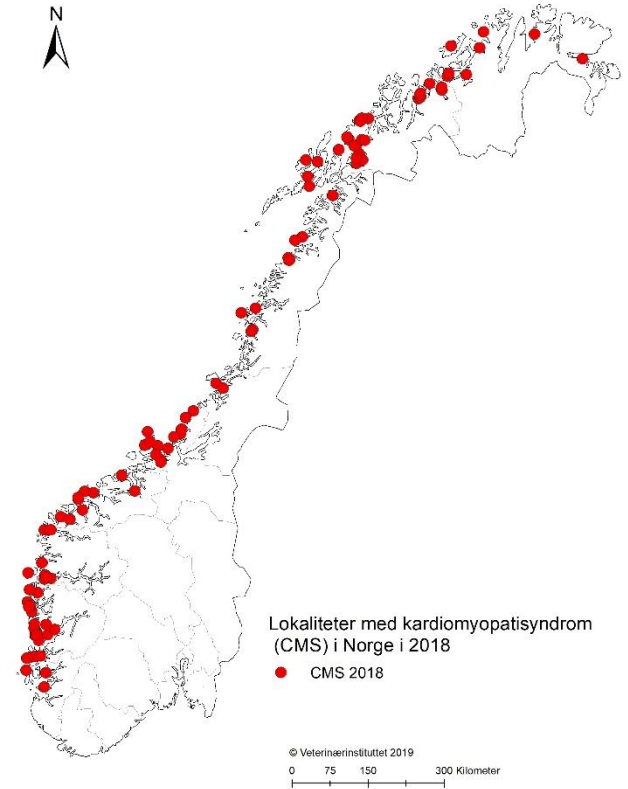 N
Lokaliteter med kardiomyopatisyndrom
(CMS) i Norge i 2018
CMS 2018
© Veterinærinstituttet 2019
0 75 150 300 Kilometer